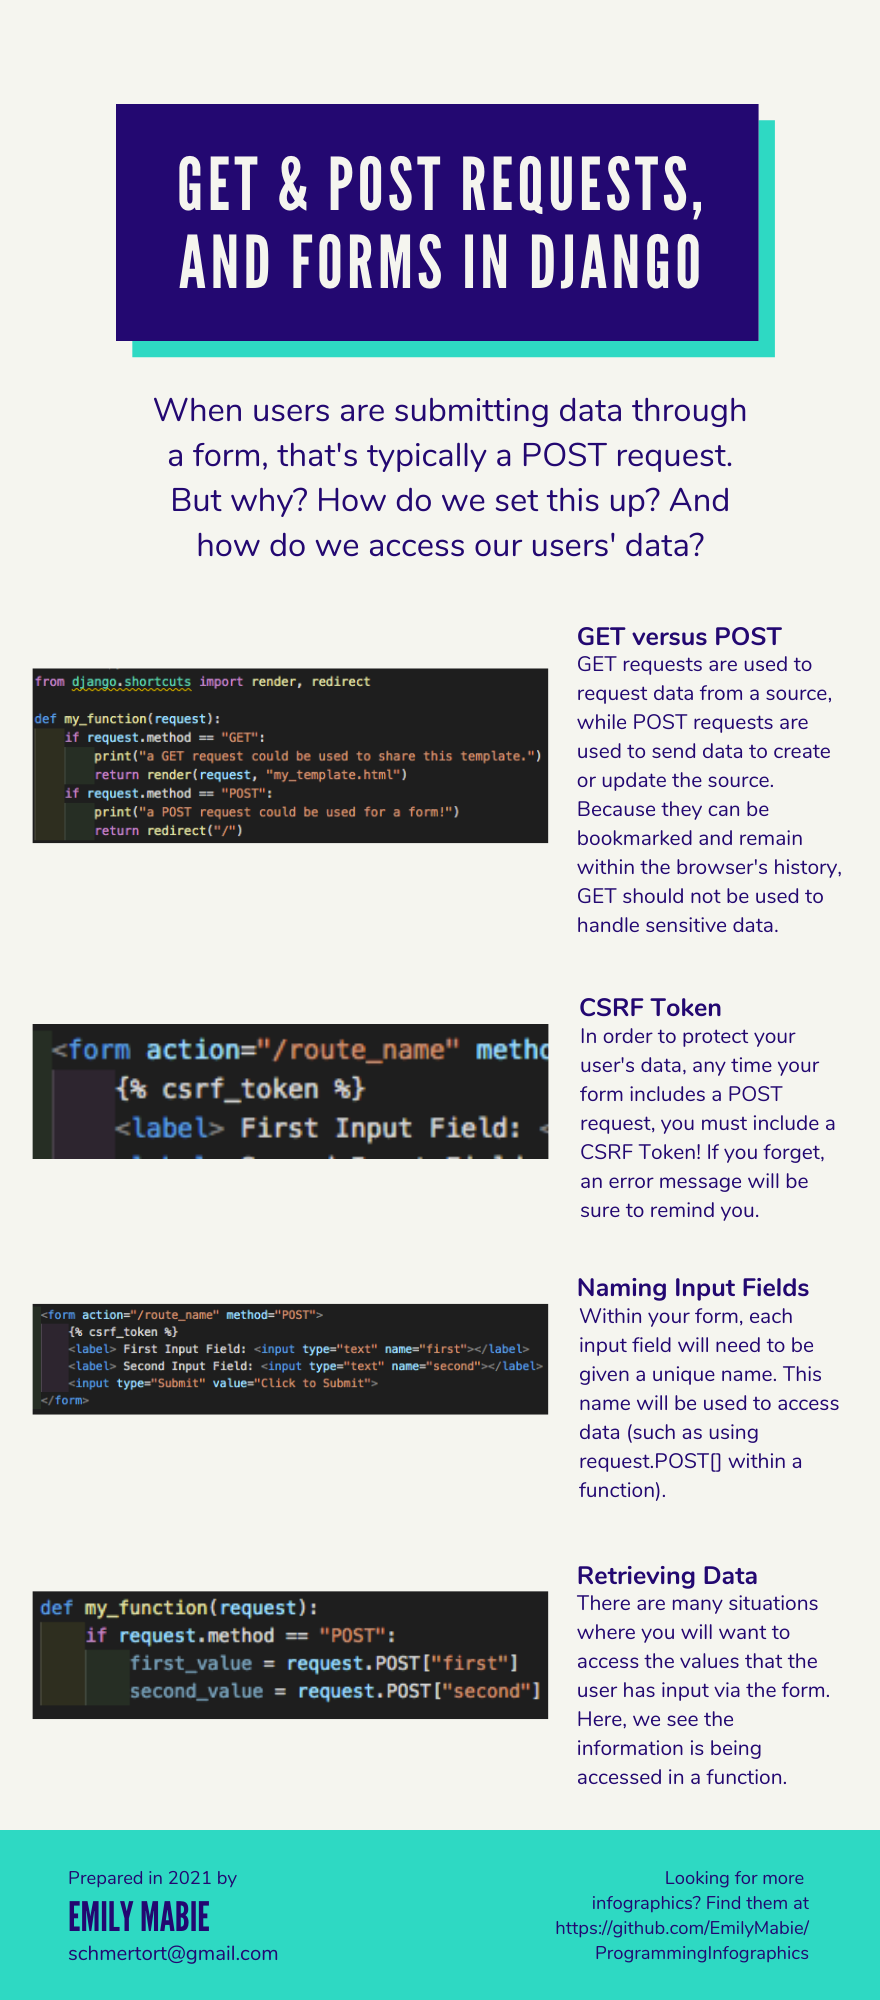 GET & POST REQUESTS,
AND FORMS IN DJANGO
When users are submitting data through
a form, that's typically a POST request.
But why? How do we set this up? And
how do we access our users' data?
from django.shortcuts import render, redirect
def my_function(request):
if request.method == "GET":
print("a GET request could be used to share this template.")
return render(request, "my_template.html")
if request.method == "POST":
print("a POST request could be used for a form!")
return redirect("/")
GET versus POST
GET requests are used to
request data from a source,
while POST requests are
used to send data to create
or update the source.
Because they can be
bookmarked and remain
within the browser's history,
GET should not be used to
handle sensitive data.
<form action="/route_name" metho
{% csrf_token %}
<label> First Input Field: <
CSRF Token
In order to protect your
user's data, any time your
form includes a POST
request, you must include a
CSRF Token! If you forget,
an error message will be
sure to remind you.
<form action="/route_name" method="POST">
{% csrf_token %}
<label> First Input Field: <input type="text" name="first"></label>
<label> Second Input Field: <input type="text" name="second"></label>
<input type="Submit" value="Click to Submit">
</form>
Naming Input Fields
Within your form, each
input field will need to be
given a unique name. This
name will be used to access
data (such as using
request.POST[] within a
function).
def my_function(request):
if request.method == "POST":
first_value = request.POST["first"]
second_value = request.POST["second"]
Retrieving Data
There are many situations
where you will want to
access the values that the
user has input via the form.
Here, we see the
information is being
accessed in a function.
Prepared in 2021 by
EMILY MABIE
schmertort@gmail.com
Looking for more
infographics? Find them at
https://github.com/EmilyMabie/
ProgrammingInfographics